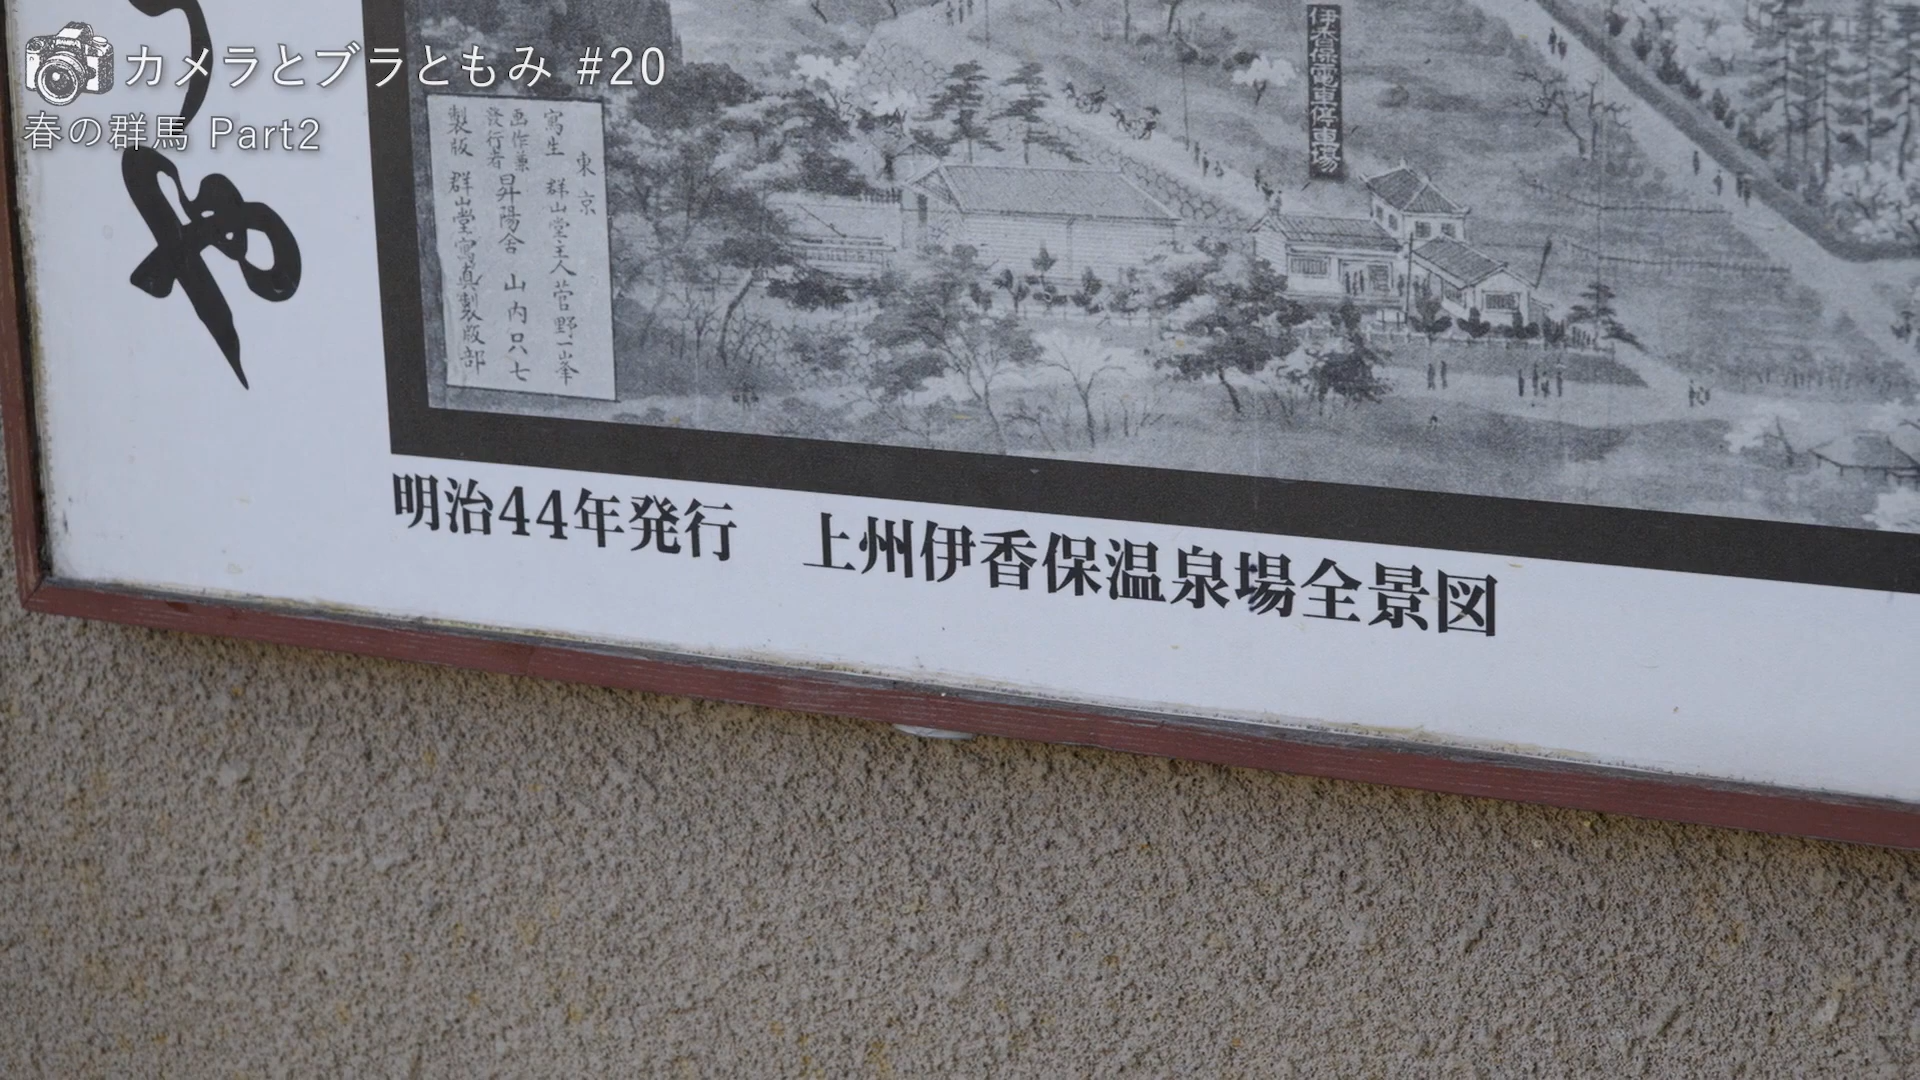 カメラとブラともみ #20
春の群馬 Part2
や
伊香保電車停車場
東京
寫生 群山堂主人 菅野一峯
画作兼
發行者 昇陽舎 山内只七
製版 群山堂寫真製版部
明治44年発行 上州伊香保温泉場全景図